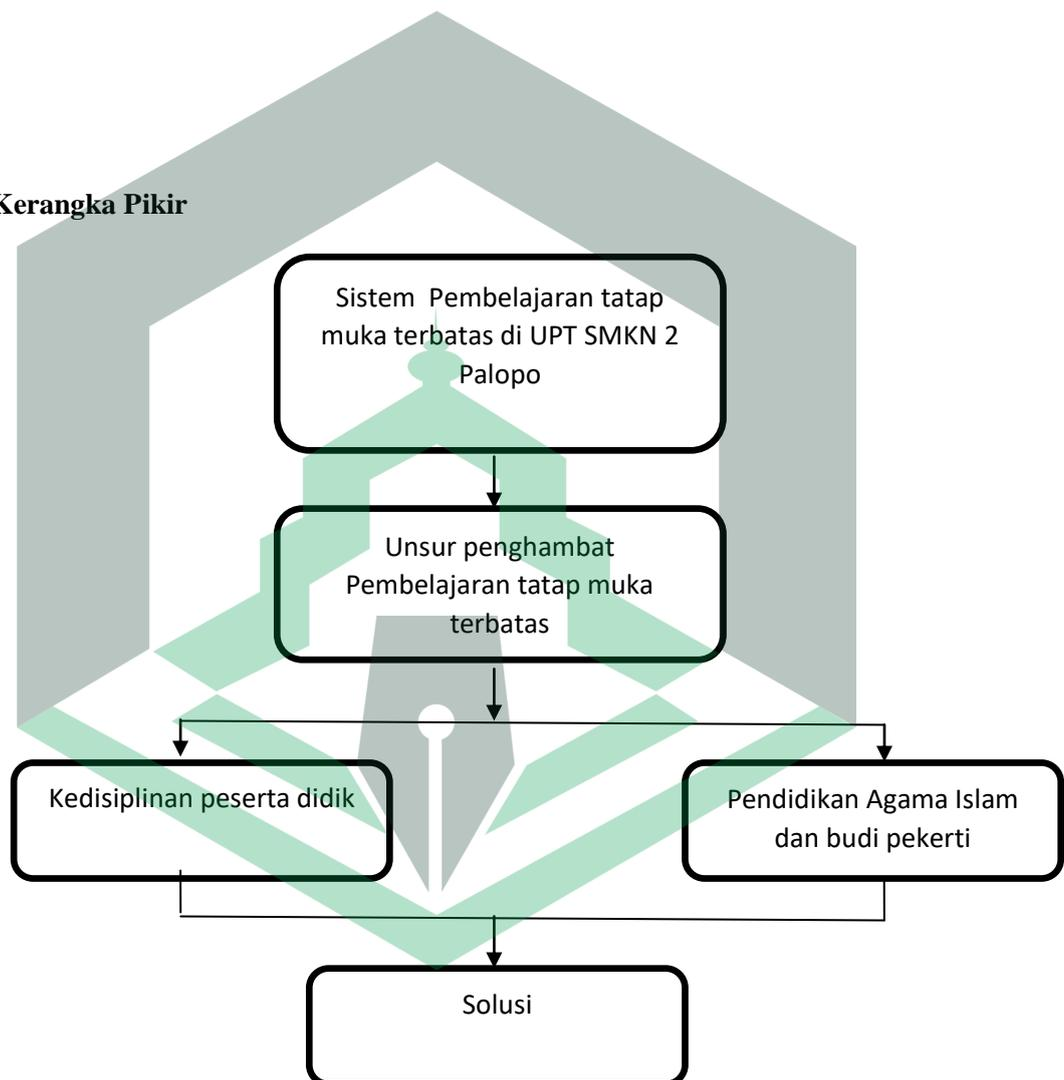 Kerangka Pikir
Sistem Pembelajaran tatap
muka terbatas di UPT SMKN 2
Palopo
Unsur penghambat
Pembelajaran tatap muka
terbatas
Kedisiplinan peserta didik
Pendidikan Agama Islam
dan budi pekerti
Solusi